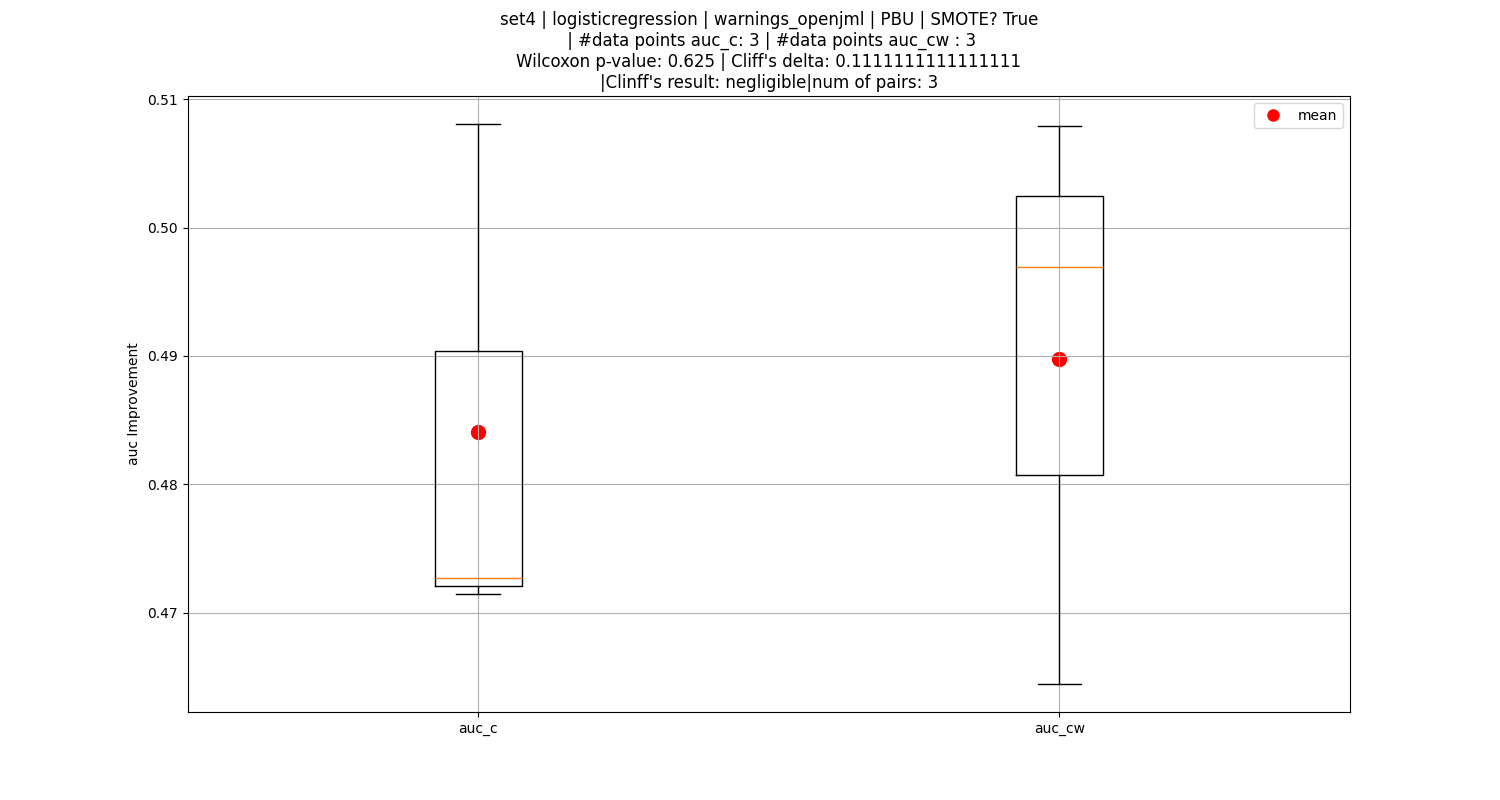 set4 | logisticregression | warnings_openjml | PBU | SMOTE? True
| #data points auc_c: 3 | #data points auc_cw : 3
Wilcoxon p-value: 0.625 | Cliff's delta: 0.1111111111111111
|Clinff's result: negligible|num of pairs: 3
mean
0.51
0.50
0.49
0.48
0.47
auc Improvement
auc_c
auc_cw